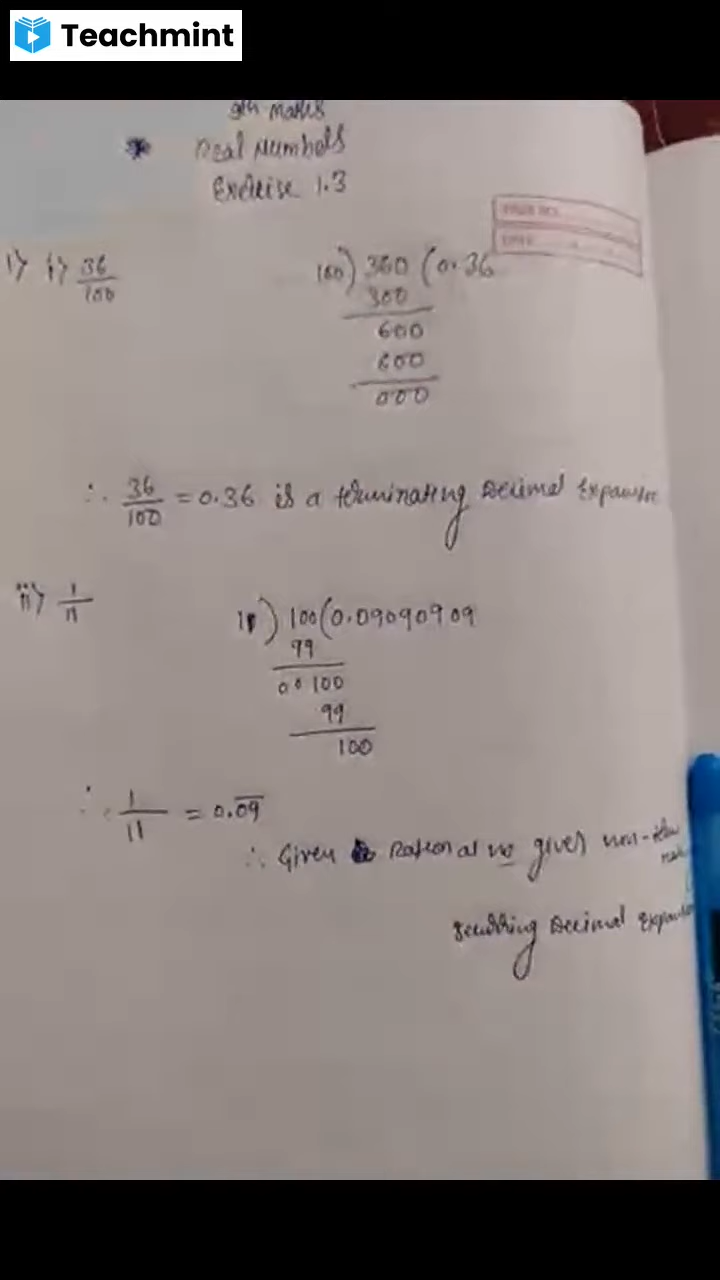 Teachmint
9th Maths
Real Numbers
Exercise 1.3
1) i) 36/100
100) 360 (0.36
300
600
600
000
∴ 36/100 = 0.36 is a terminating Decimal Expansion
ii) 1/11
11) 100 (0.09090909
99
00100
99
100
∴ 1/11 = 0.0̅9̅
∴ Given Rational no gives non-
recurring Decimal Expansion